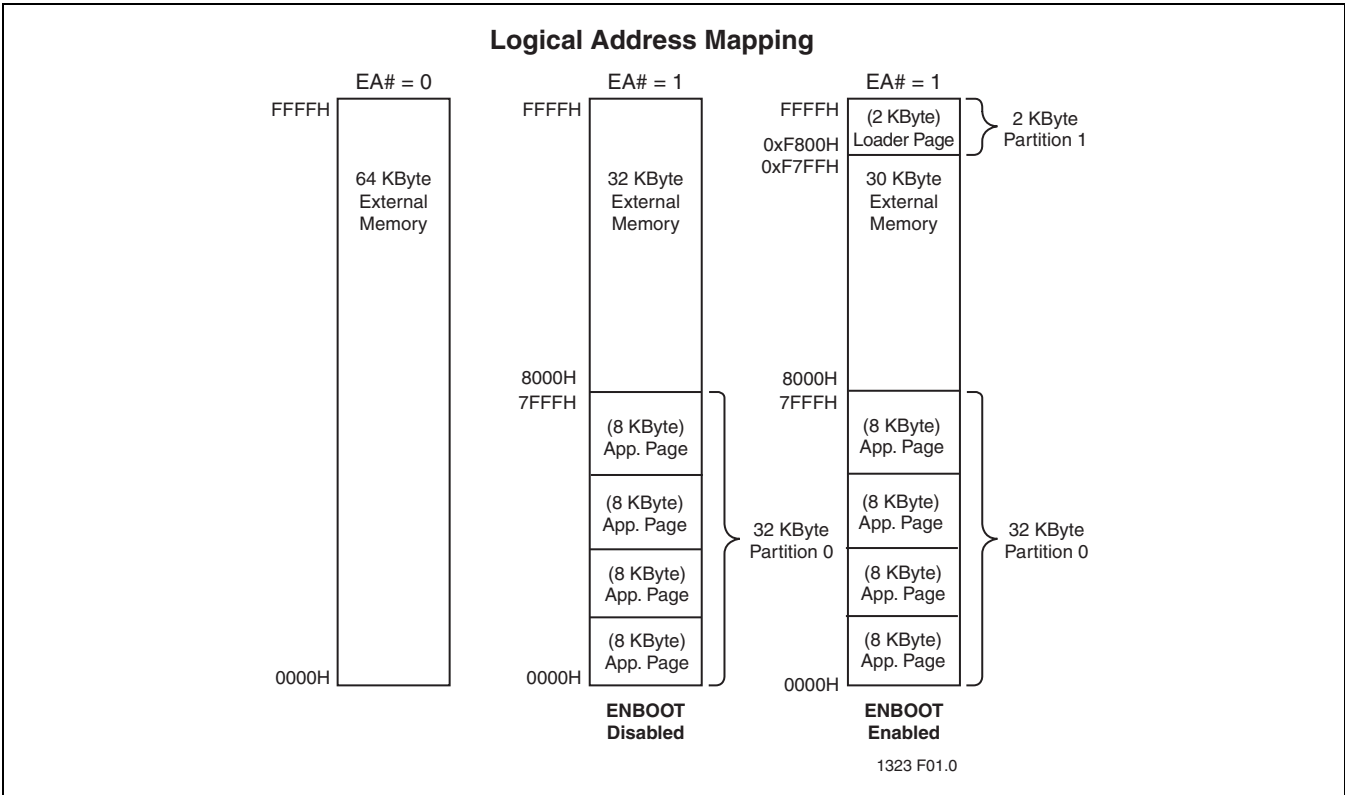 Logical Address Mapping
EA# = 0
FFFFH
64 KByte
External
Memory
0000H
EA# = 1
FFFFH
32 KByte
External
Memory
8000H
7FFFH
(8 KByte)
App. Page
(8 KByte)
App. Page
(8 KByte)
App. Page
(8 KByte)
App. Page
32 KByte
Partition 0
0000H
ENBOOT
Disabled
EA# = 1
FFFFH
(2 KByte)
Loader Page
2 KByte
Partition 1
0xF800H
0xF7FFH
30 KByte
External
Memory
8000H
7FFFH
(8 KByte)
App. Page
(8 KByte)
App. Page
(8 KByte)
App. Page
(8 KByte)
App. Page
32 KByte
Partition 0
0000H
ENBOOT
Enabled
1323 F01.0